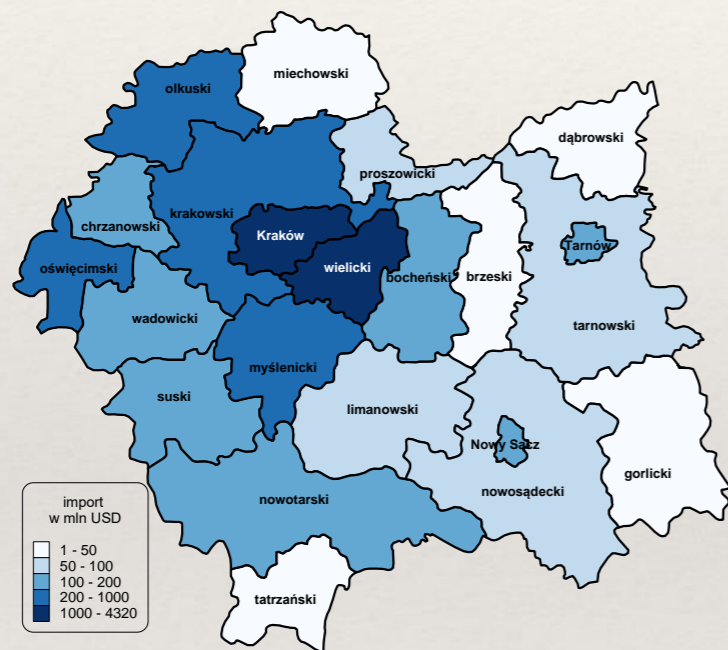 miechowski
olkuski
dąbrowski
proszowicki
krakowski
chrzanowski
Kraków
Tarnów
oświęcimski
wielicki
bocheński
brzeski
wadowicki
tarnowski
myślenicki
suski
limanowski
Nowy Sącz
gorlicki
nowotarski
nowosądecki
tatrzański
import
w mln USD
1 - 50
50 - 100
100 - 200
200 - 1000
1000 - 4320